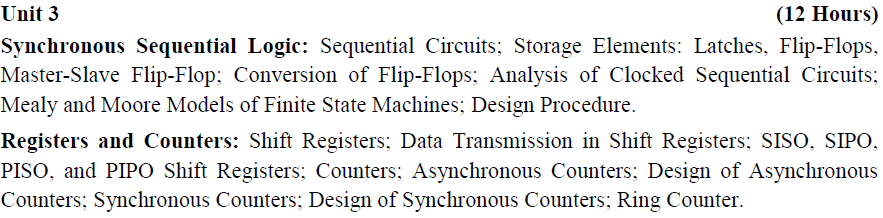 Unit 3 (12 Hours)
Synchronous Sequential Logic: Sequential Circuits; Storage Elements: Latches, Flip-Flops,
Master-Slave Flip-Flop; Conversion of Flip-Flops; Analysis of Clocked Sequential Circuits;
Mealy and Moore Models of Finite State Machines; Design Procedure.
Registers and Counters: Shift Registers; Data Transmission in Shift Registers; SISO, SIPO,
PISO, and PIPO Shift Registers; Counters; Asynchronous Counters; Design of Asynchronous
Counters; Synchronous Counters; Design of Synchronous Counters; Ring Counter.